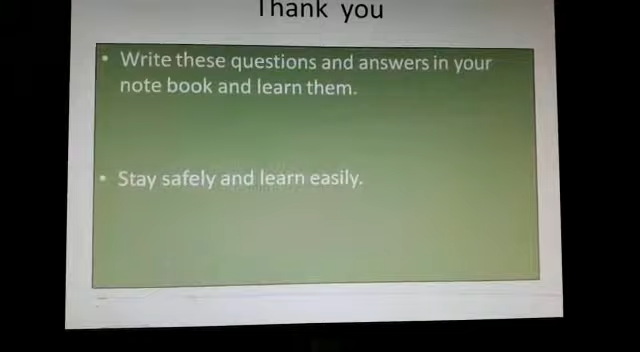 Thank you
• Write these questions and answers in your
note book and learn them.
• Stay safely and learn easily.